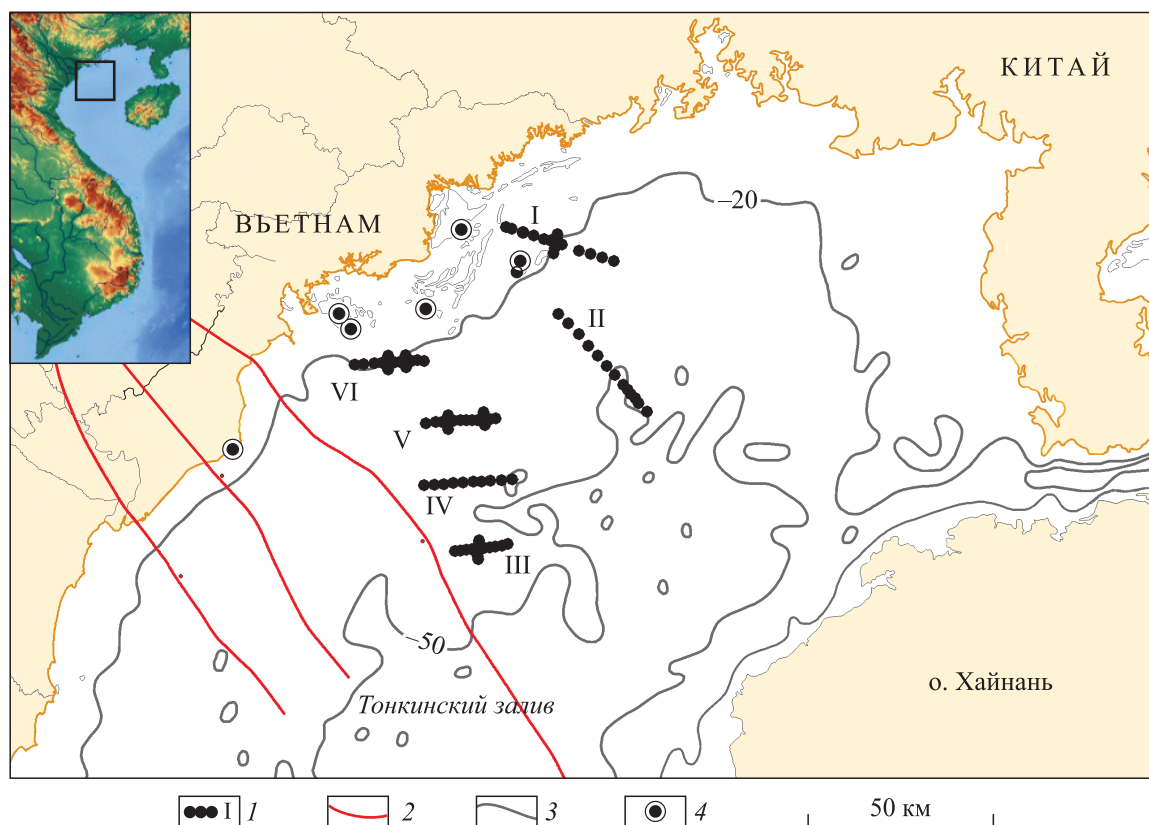 КИТАЙ
–20
I
ВЬЕТНАМ
II
VI
V
IV
III
–50
о. Хайнань
Тонкинский залив
I 1 2 3 4 50 км